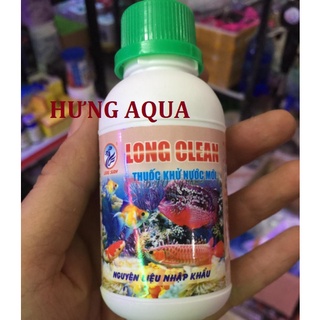 HƯNG AQUA
LONG CLEAN
THUỐC KHỬ NƯỚC MỚI
NGUYÊN LIỆU NHẬP KHẨU